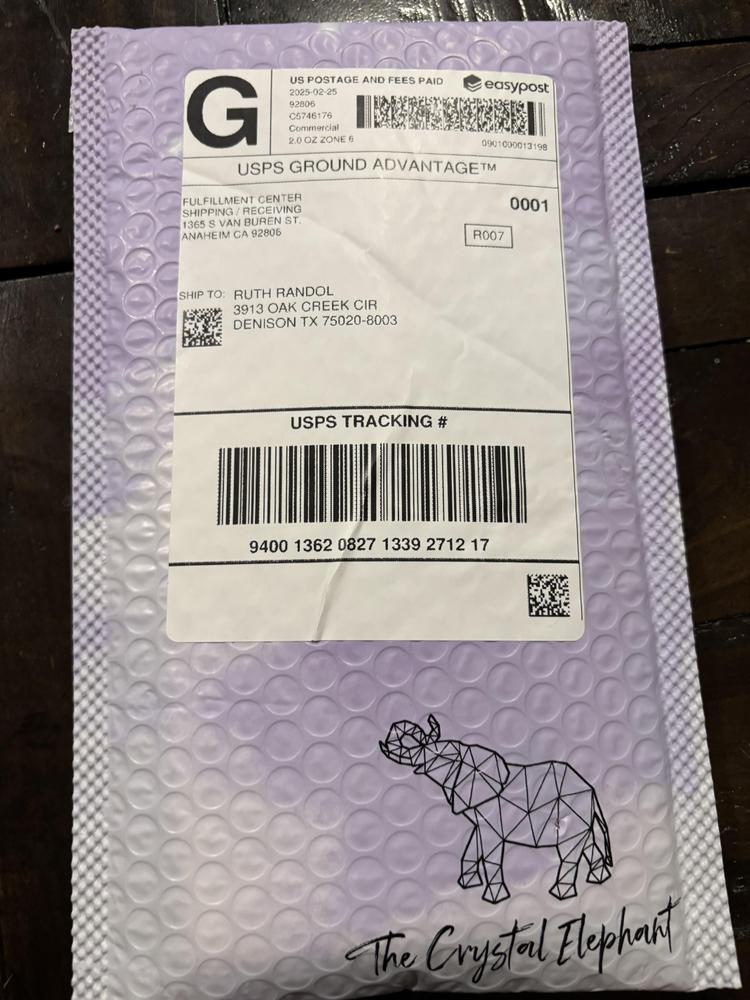 G
US POSTAGE AND FEES PAID
2025-02-25
92806
C5746176
Commercial
2.0 OZ ZONE 6
easypost
0901000013198
USPS GROUND ADVANTAGE™
FULFILLMENT CENTER
SHIPPING / RECEIVING
1365 S VAN BUREN ST.
ANAHEIM CA 92806
0001
R007
SHIP TO: RUTH RANDOL
3913 OAK CREEK CIR
DENISON TX 75020-8003
USPS TRACKING #
9400 1362 0827 1339 2712 17
The Crystal Elephant